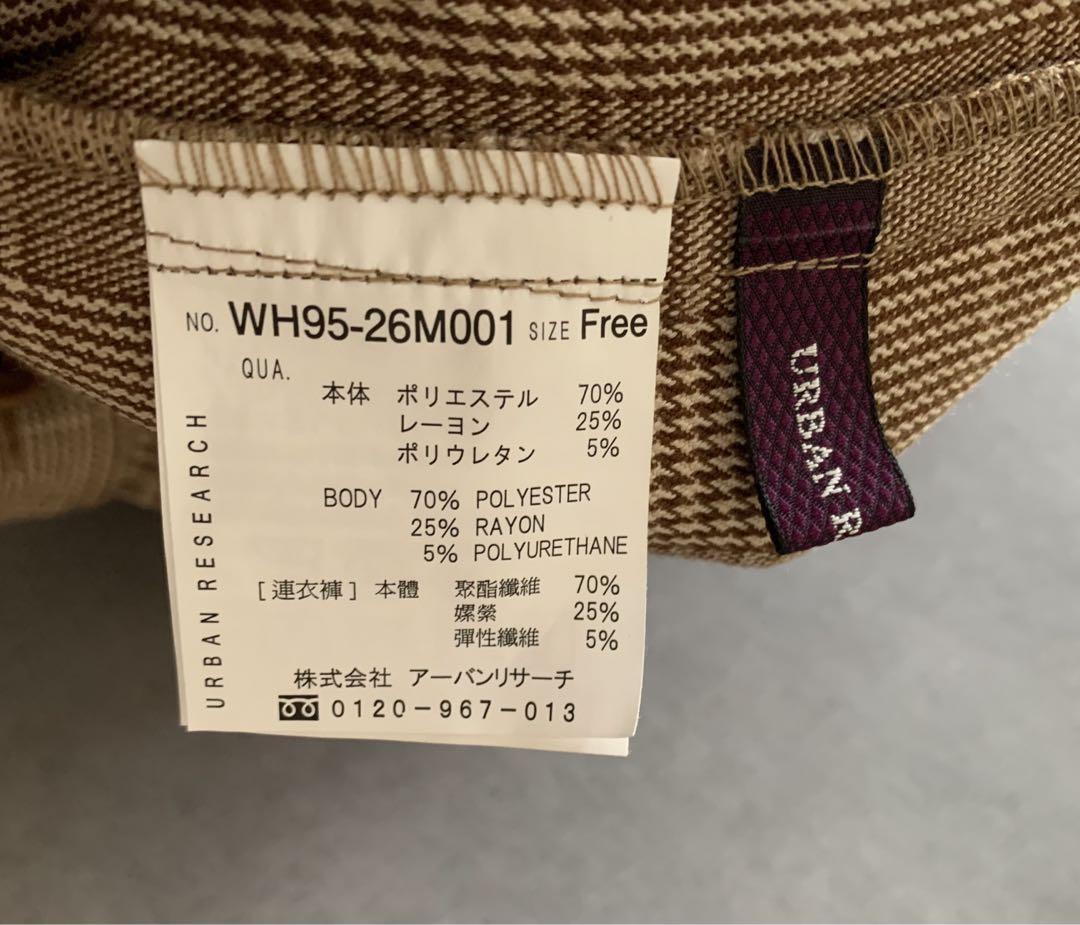 NO. WH95-26M001 SIZE Free
QUA.
本体 ポリエステル 70%
レーヨン 25%
ポリウレタン 5%
BODY 70% POLYESTER
25% RAYON
5% POLYURETHANE
[連衣褲] 本體 聚酯纖維 70%
嫘縈 25%
彈性纖維 5%
株式会社 アーバンリサーチ
0120-967-013
URBAN RESEARCH
URBAN R